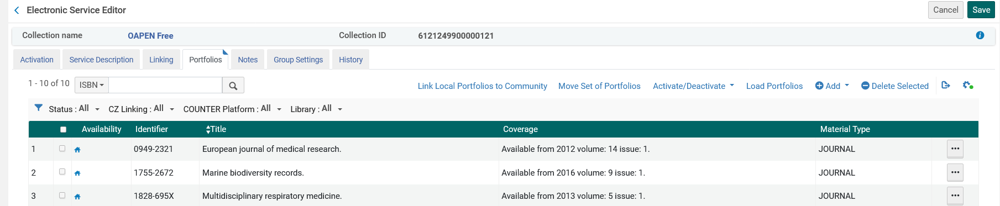 Electronic Service Editor Cancel Save
Collection name OAPEN Free Collection ID 6121249900000121
Activation Service Description Linking Portfolios Notes Group Settings History
1 - 10 of 10 ISBN Link Local Portfolios to Community Move Set of Portfolios Activate/Deactivate Load Portfolios Add Delete Selected
Status : All CZ Linking : All COUNTER Platform : All Library : All
Availability Identifier Title Coverage Material Type
1 0949-2321 European journal of medical research. Available from 2012 volume: 14 issue: 1. JOURNAL
2 1755-2672 Marine biodiversity records. Available from 2016 volume: 9 issue: 1. JOURNAL
3 1828-695X Multidisciplinary respiratory medicine. Available from 2013 volume: 5 issue: 1. JOURNAL